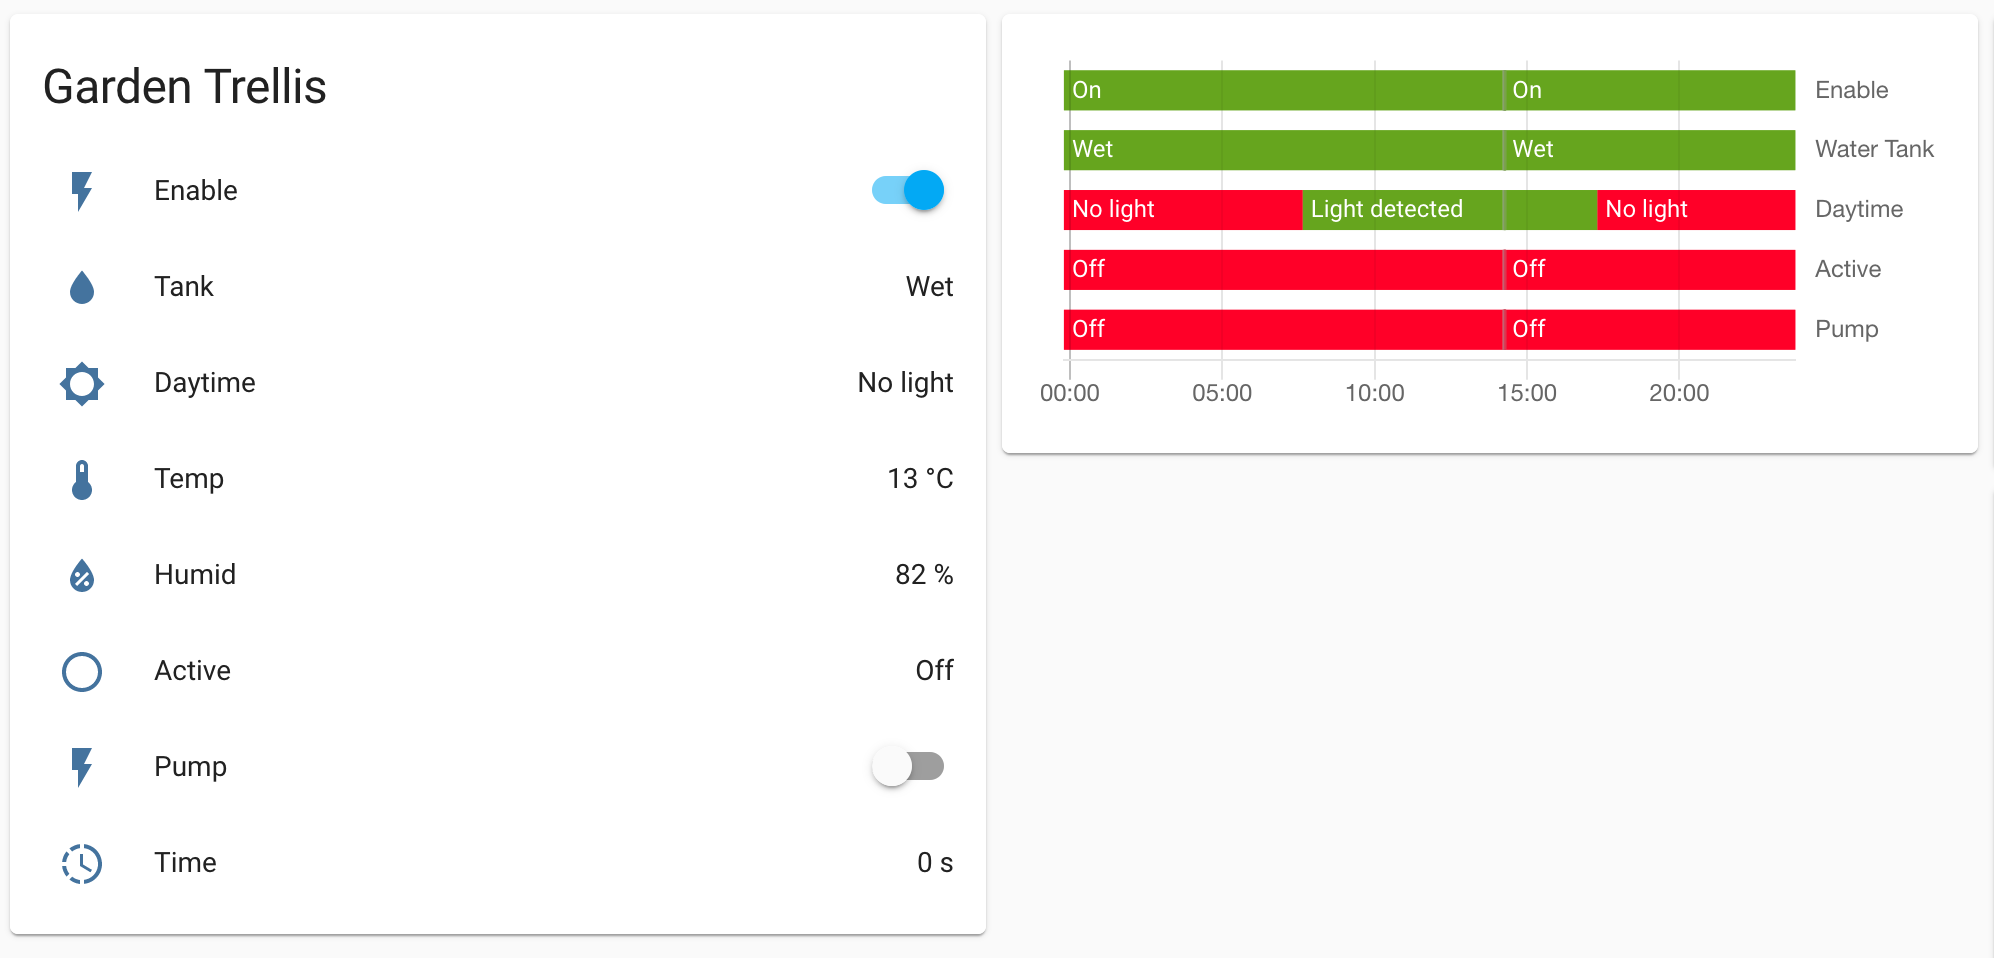 Garden Trellis
Enable
Tank Wet
Daytime No light
Temp 13 °C
Humid 82 %
Active Off
Pump
Time 0 s
On On Enable
Wet Wet Water Tank
No light Light detected No light Daytime
Off Off Active
Off Off Pump
00:00 05:00 10:00 15:00 20:00